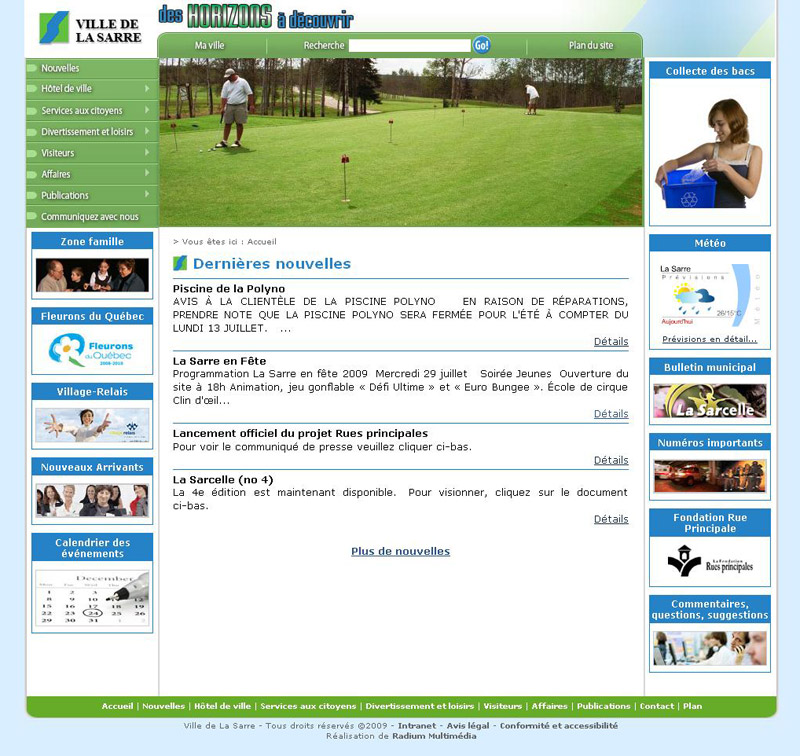 VILLE DE
LA SARRE
des HORIZONS à découvrir
Ma ville
Recherche
Go!
Plan du site
Nouvelles
Hôtel de ville
Services aux citoyens
Divertissement et loisirs
Visiteurs
Affaires
Publications
Communiquez avec nous
Zone famille
Fleurons du Québec
Fleurons
du Québec
Village-Relais
Nouveaux Arrivants
Calendrier des
événements
December
1 2 3 4
8 9 10 11 12
15 16 17 18 19
22 23 24 25 26
29 30 31 1 2
> Vous êtes ici : Accueil
Dernières nouvelles
Piscine de la Polyno
AVIS À LA CLIENTÈLE DE LA PISCINE POLYNO EN RAISON DE RÉPARATIONS,
PRENDRE NOTE QUE LA PISCINE POLYNO SERA FERMÉE POUR L'ÉTÉ À COMPTER DU
LUNDI 13 JUILLET. ...
Détails
La Sarre en Fête
Programmation La Sarre en fête 2009 Mercredi 29 juillet Soirée Jeunes Ouverture du
site à 18h Animation, jeu gonflable « Défi Ultime » et « Euro Bungee ». École de cirque
Clin d'œil...
Détails
Lancement officiel du projet Rues principales
Pour voir le communiqué de presse veuillez cliquer ci-bas.
Détails
La Sarcelle (no 4)
La 4e édition est maintenant disponible. Pour visionner, cliquez sur le document
ci-bas.
Détails
Plus de nouvelles
Collecte des bacs
Météo
La Sarre
Prévisions
Météo
26/15°C
Aujourd'hui
Prévisions en détail...
Bulletin municipal
La Sarcelle
Numéros importants
Fondation Rue
Principale
La Fondation
Rues principales
Commentaires,
questions, suggestions
Accueil | Nouvelles | Hôtel de ville | Services aux citoyens | Divertissement et loisirs | Visiteurs | Affaires | Publications | Contact | Plan
Ville de La Sarre - Tous droits réservés ©2009 - Intranet - Avis légal - Conformité et accessibilité
Réalisation de Radium Multimédia